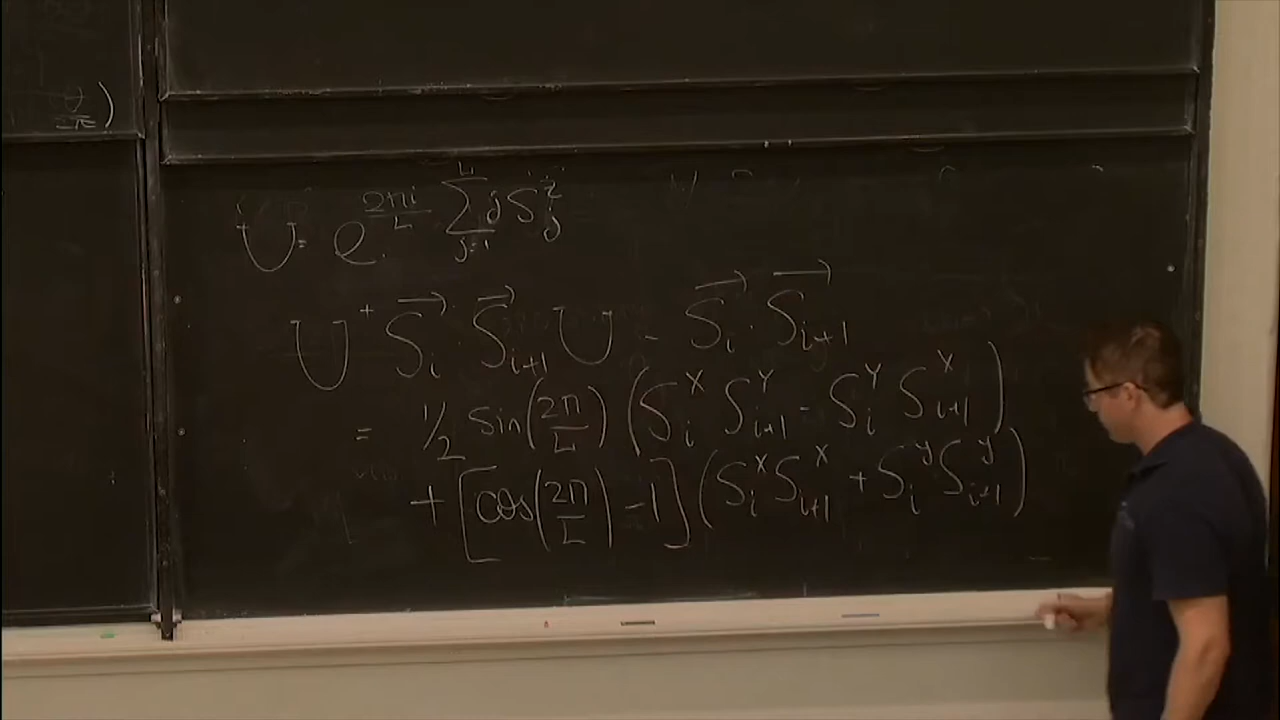 θ/2π)
U = e^{2πi/L ∑_{j=1}^{L} j S_j^z}
U⁺ S⃗_i · S⃗_{i+1} U - S⃗_i · S⃗_{i+1}
= 1/2 sin(2π/L) (S_i^x S_{i+1}^y - S_i^y S_{i+1}^x)
+ [cos(2π/L) - 1] (S_i^x S_{i+1}^x + S_i^y S_{i+1}^y)